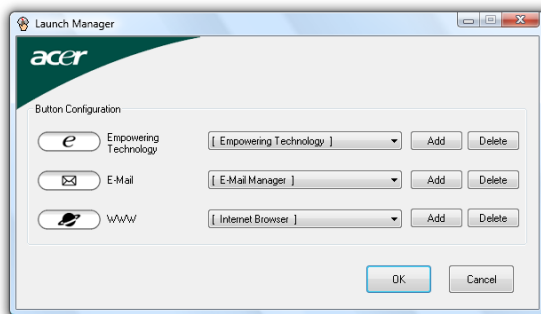 Launch Manager
acer
Button Configuration
e Empowering Technology [ Empowering Technology ] Add Delete
E-Mail [ E-Mail Manager ] Add Delete
WWW [ Internet Browser ] Add Delete
OK Cancel